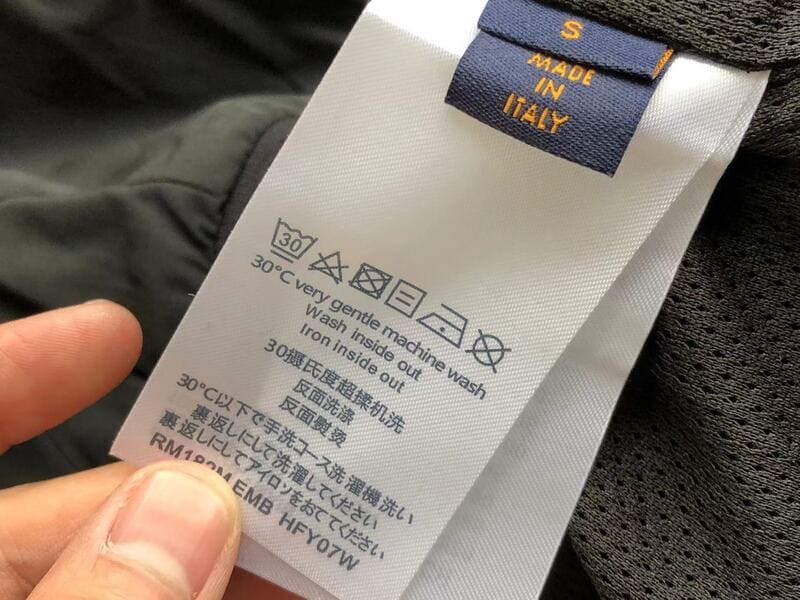 S
MADE
IN
ITALY
30
30°C very gentle machine wash
Wash inside out
Iron inside out
30摄氏度超揉机洗
反面洗涤
反面熨烫
30°C以下で手洗コース洗濯機洗い
裏返しにして洗濯してください
裏返しにしてアイロンをおててください
RM182M EMB HFY07W